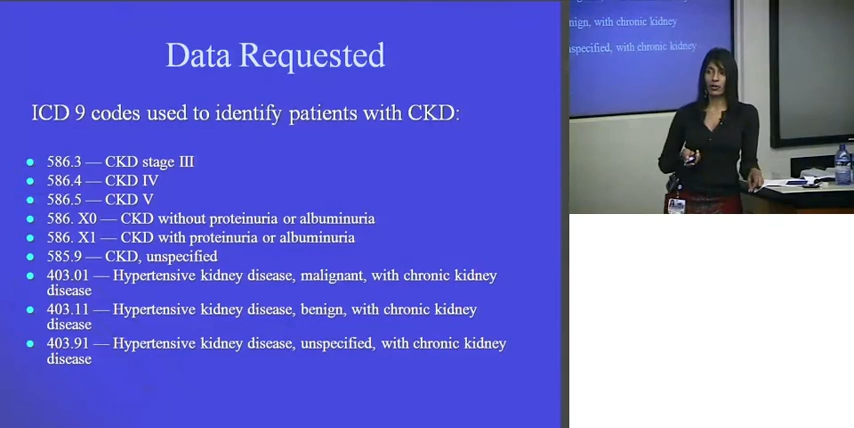 Data Requested
ICD 9 codes used to identify patients with CKD:
586.3 — CKD stage III
586.4 — CKD IV
586.5 — CKD V
586. X0 — CKD without proteinuria or albuminuria
586. X1 — CKD with proteinuria or albuminuria
585.9 — CKD, unspecified
403.01 — Hypertensive kidney disease, malignant, with chronic kidney
disease
403.11 — Hypertensive kidney disease, benign, with chronic kidney
disease
403.91 — Hypertensive kidney disease, unspecified, with chronic kidney
disease
nign, with chronic kidney
specified, with chronic kidney